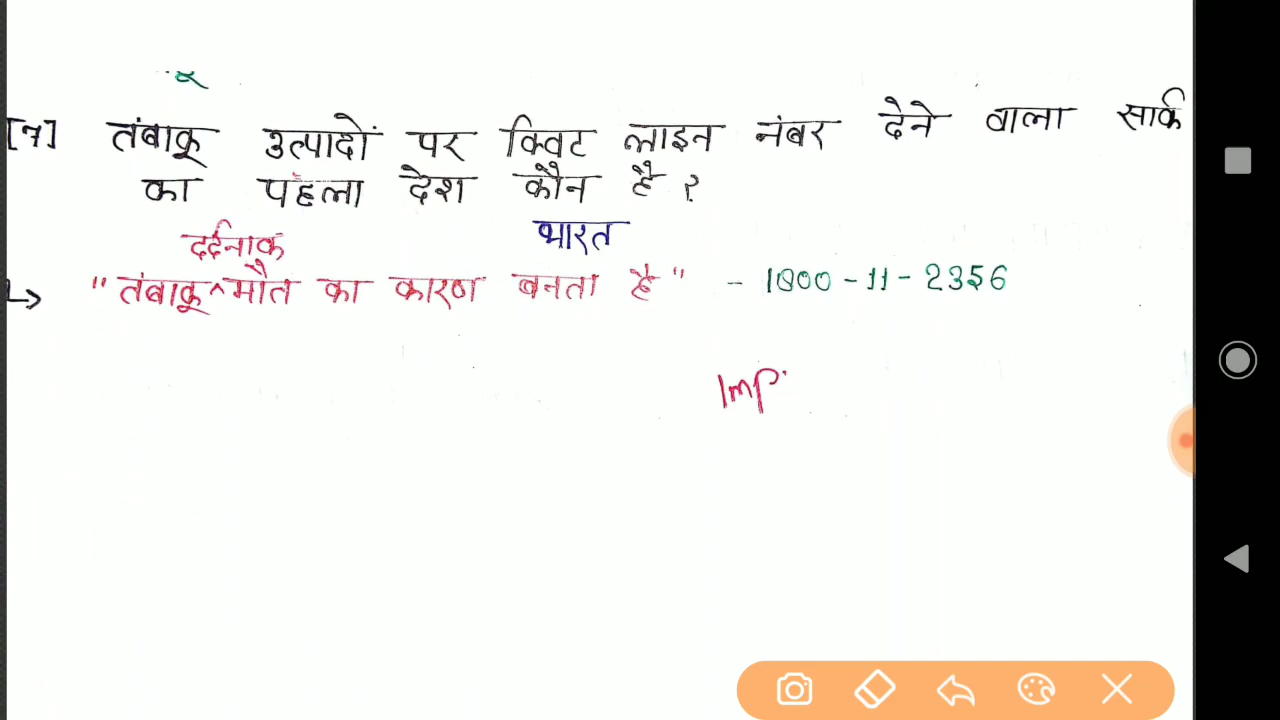 [7] तंबाकू उत्पादों पर क्विट लाइन नंबर देने वाला सार्क
का पहला देश कौन है ?
भारत
दर्दनाक
"तंबाकू ^ मौत का कारण बनता है" - 1800-11-2356
Imp.